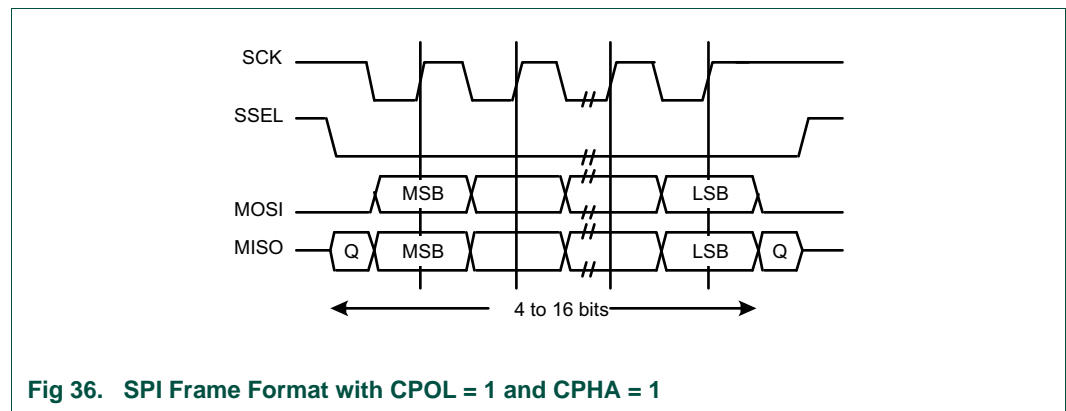 SCK
SSEL
MOSI MSB LSB
MISO Q MSB LSB Q
4 to 16 bits
Fig 36. SPI Frame Format with CPOL = 1 and CPHA = 1